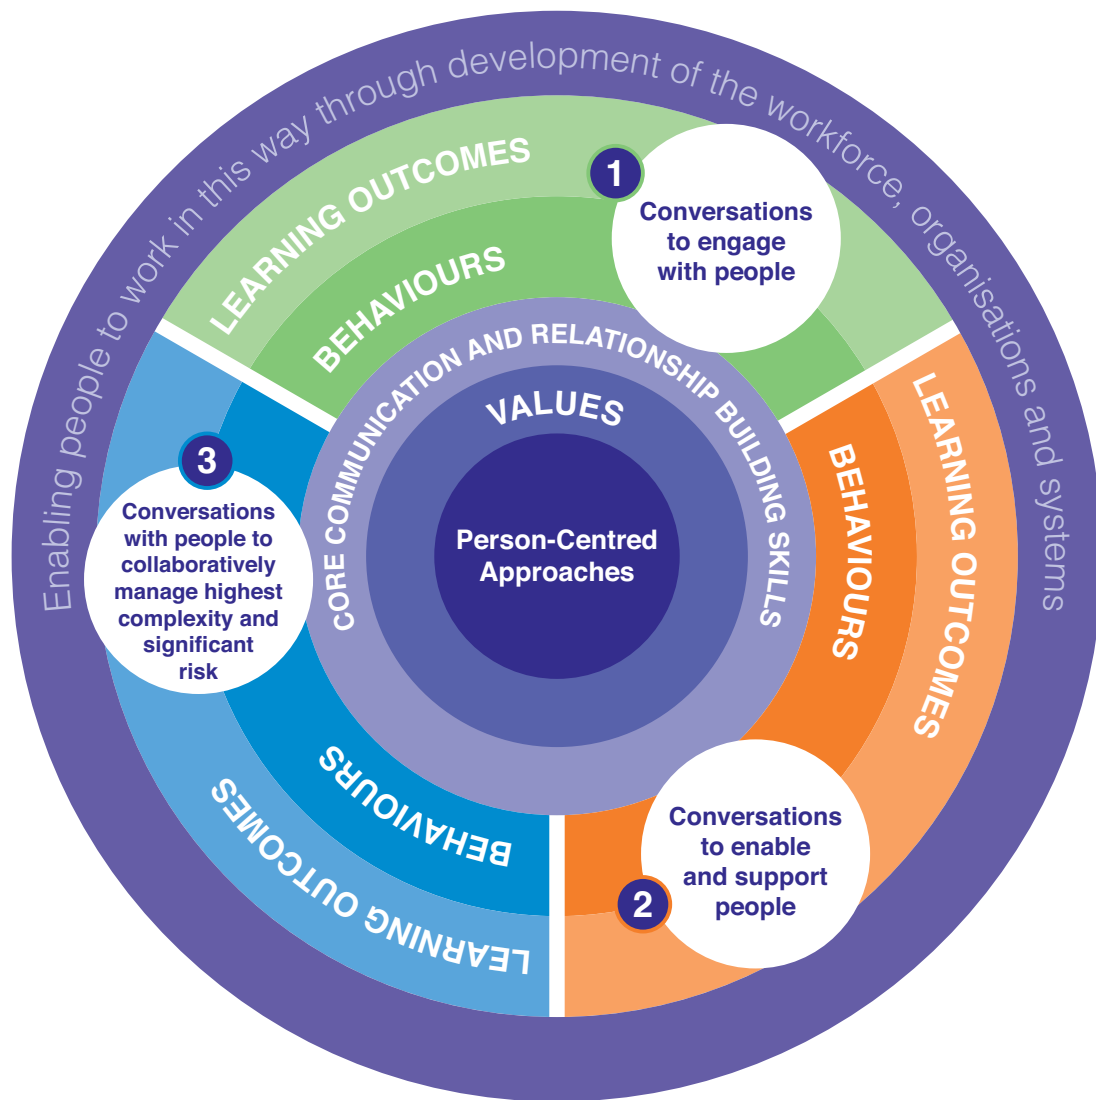 Enabling people to work in this way through development of the workforce, organisations and systems
LEARNING OUTCOMES
BEHAVIOURS
1
Conversations
to engage
with people
LEARNING OUTCOMES
BEHAVIOURS
2
Conversations
to enable
and support
people
LEARNING OUTCOMES
BEHAVIOURS
3
Conversations
with people to
collaboratively
manage highest
complexity and
significant
risk
CORE COMMUNICATION AND RELATIONSHIP BUILDING SKILLS
VALUES
Person-Centred
Approaches